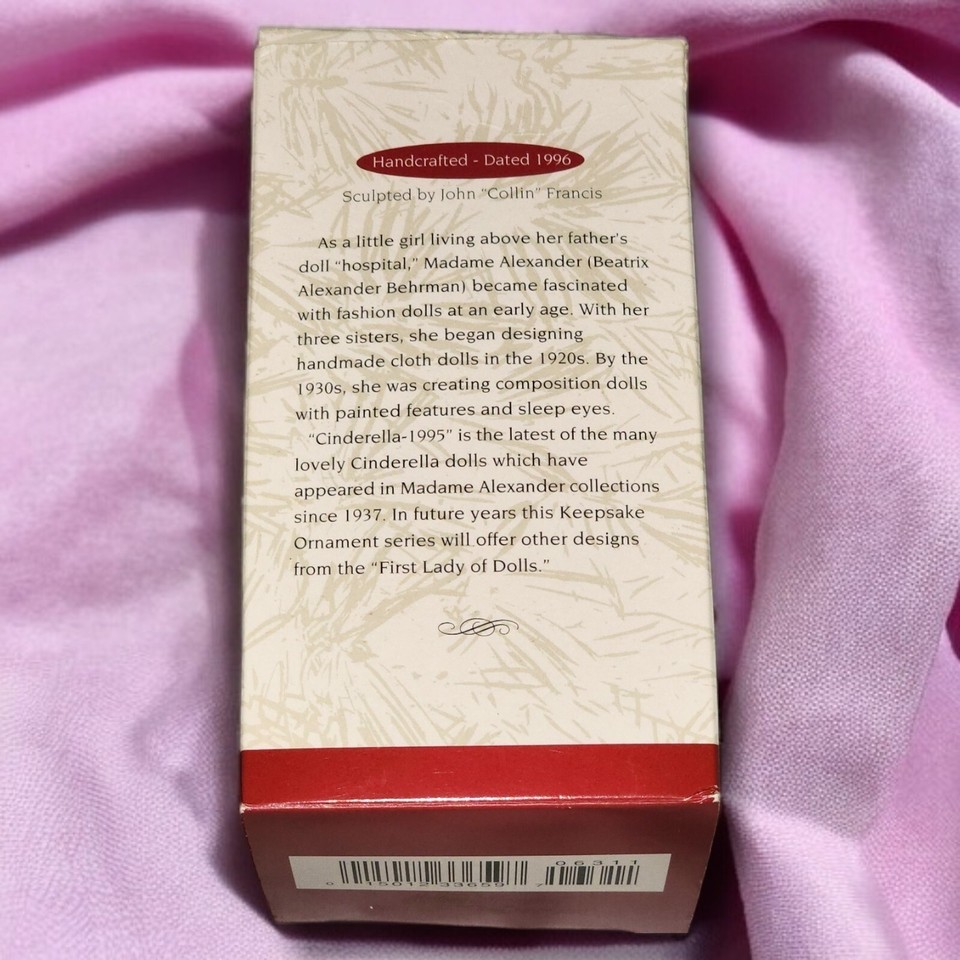 Handcrafted - Dated 1996
Sculpted by John "Collin" Francis
As a little girl living above her father's
doll "hospital," Madame Alexander (Beatrix
Alexander Behrman) became fascinated
with fashion dolls at an early age. With her
three sisters, she began designing
handmade cloth dolls in the 1920s. By the
1930s, she was creating composition dolls
with painted features and sleep eyes.
"Cinderella-1995" is the latest of the many
lovely Cinderella dolls which have
appeared in Madame Alexander collections
since 1937. In future years this Keepsake
Ornament series will offer other designs
from the "First Lady of Dolls."
06311
0 15012 33659 7